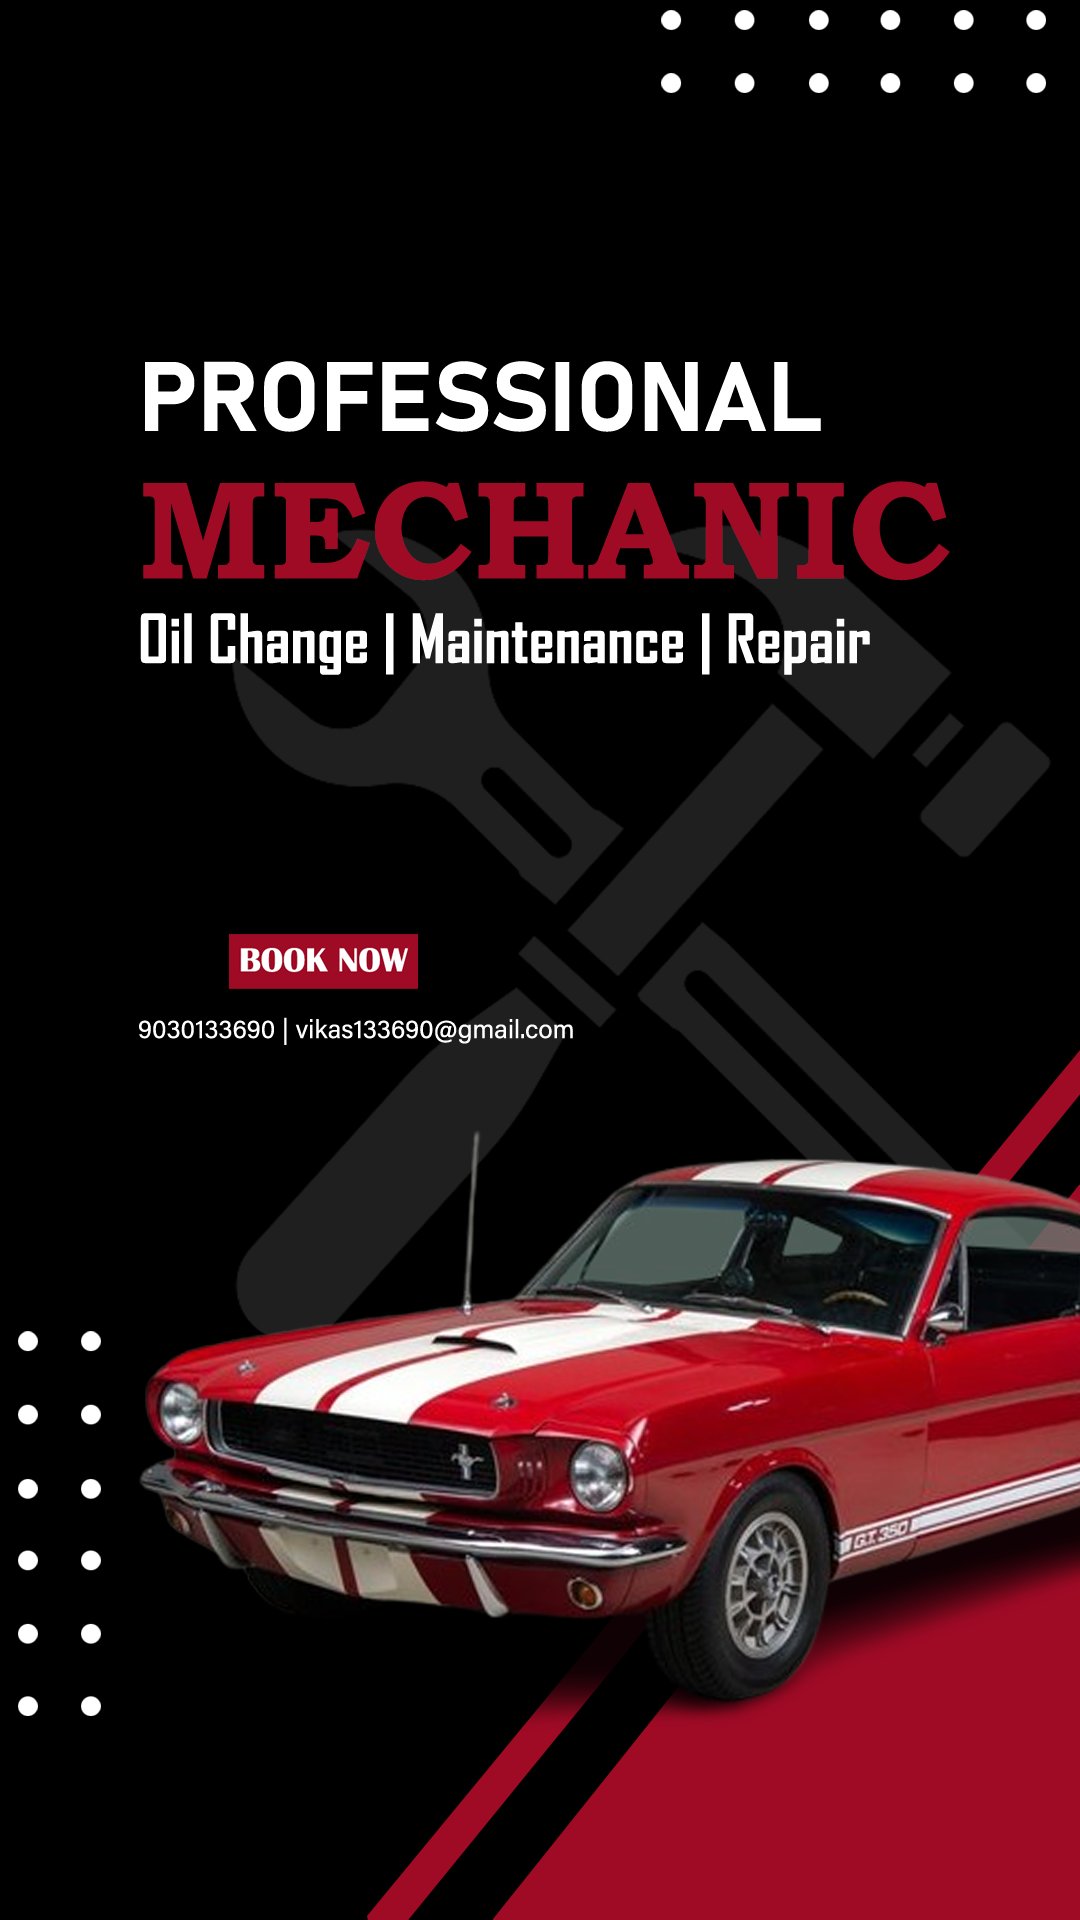 PROFESSIONAL
MECHANIC
Oil Change | Maintenance | Repair
BOOK NOW
9030133690 | vikas133690@gmail.com
G.T. 350